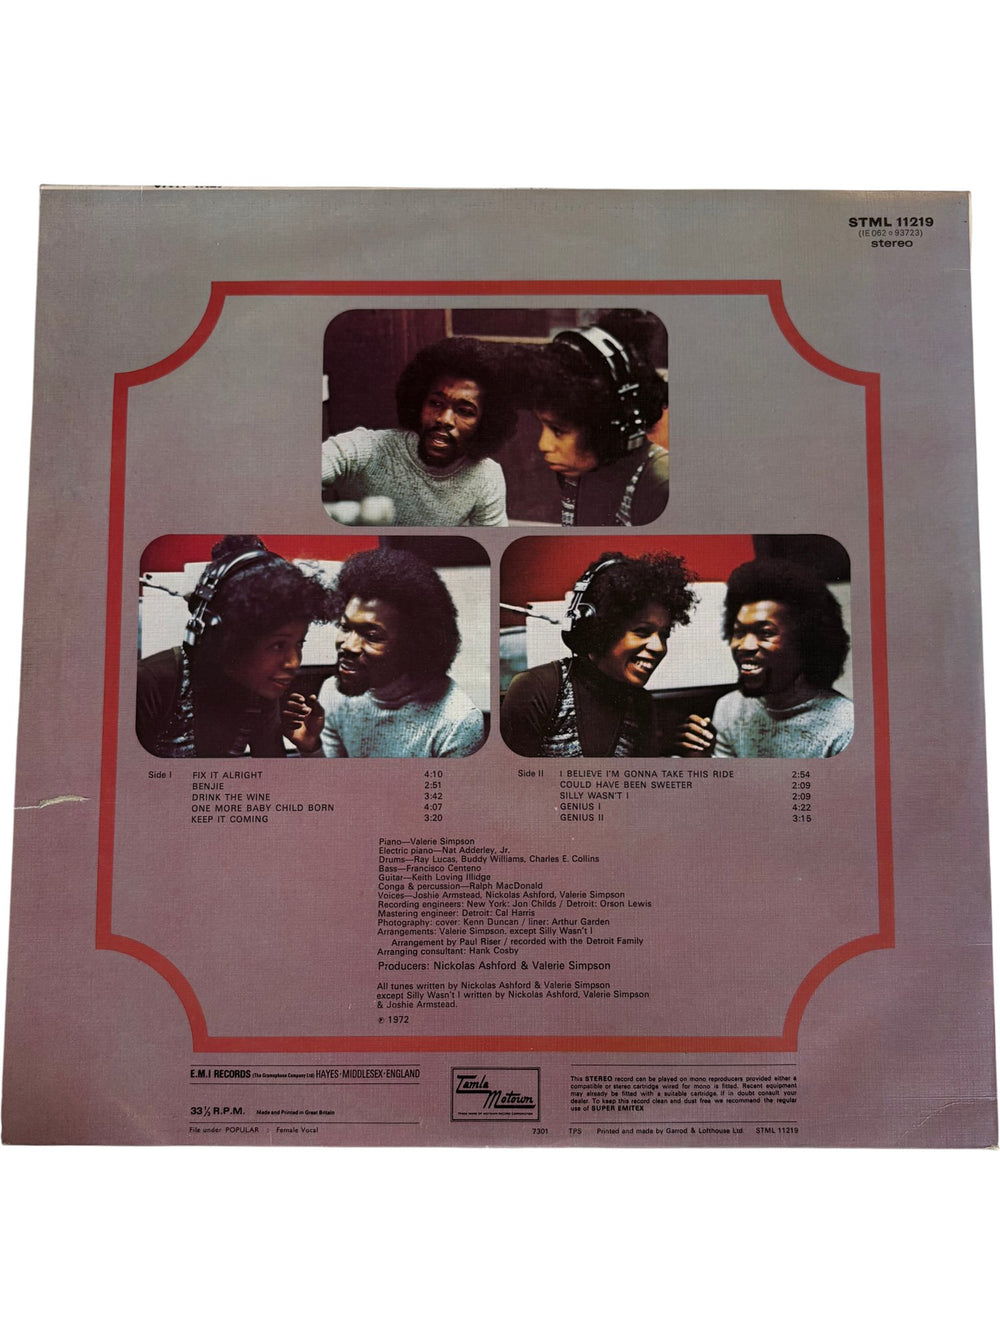 STML 11219
(IE 062 o 93723)
stereo
Side I FIX IT ALRIGHT 4:10
BENJIE 2:51
DRINK THE WINE 3:42
ONE MORE BABY CHILD BORN 4:07
KEEP IT COMING 3:20
Side II I BELIEVE I'M GONNA TAKE THIS RIDE 2:54
COULD HAVE BEEN SWEETER 2:09
SILLY WASN'T I 2:09
GENIUS I 4:22
GENIUS II 3:15
Piano—Valerie Simpson
Electric piano—Nat Adderley, Jr.
Drums—Ray Lucas, Buddy Williams, Charles E. Collins
Bass—Francisco Centeno
Guitar—Keith Loving Illidge
Conga & percussion—Ralph MacDonald
Voices—Joshie Armstead, Nickolas Ashford, Valerie Simpson
Recording engineers: New York: Jon Childs / Detroit: Orson Lewis
Mastering engineer: Detroit: Cal Harris
Photography: cover: Kenn Duncan / liner: Arthur Garden
Arrangements: Valerie Simpson, except Silly Wasn't I
Arrangement by Paul Riser / recorded with the Detroit Family
Arranging consultant: Hank Cosby
Producers: Nickolas Ashford & Valerie Simpson
All tunes written by Nickolas Ashford & Valerie Simpson
except Silly Wasn't I written by Nickolas Ashford, Valerie Simpson
& Joshie Armstead.
℗ 1972
E.M.I RECORDS (The Gramophone Company Ltd) HAYES · MIDDLESEX · ENGLAND
33⅓ R.P.M. Made and Printed in Great Britain
File under POPULAR : Female Vocal
Tamla
Motown
TRADE MARK OF MOTOWN RECORD CORPORATION
This STEREO record can be played on mono reproducers provided either a
compatible or stereo cartridge wired for mono is fitted. Recent equipment
may already be fitted with a suitable cartridge. If in doubt consult your
dealer. To keep this record clean and dust free we recommend the regular
use of SUPER EMITEX
7301 TPS Printed and made by Garrod & Lofthouse Ltd. STML 11219